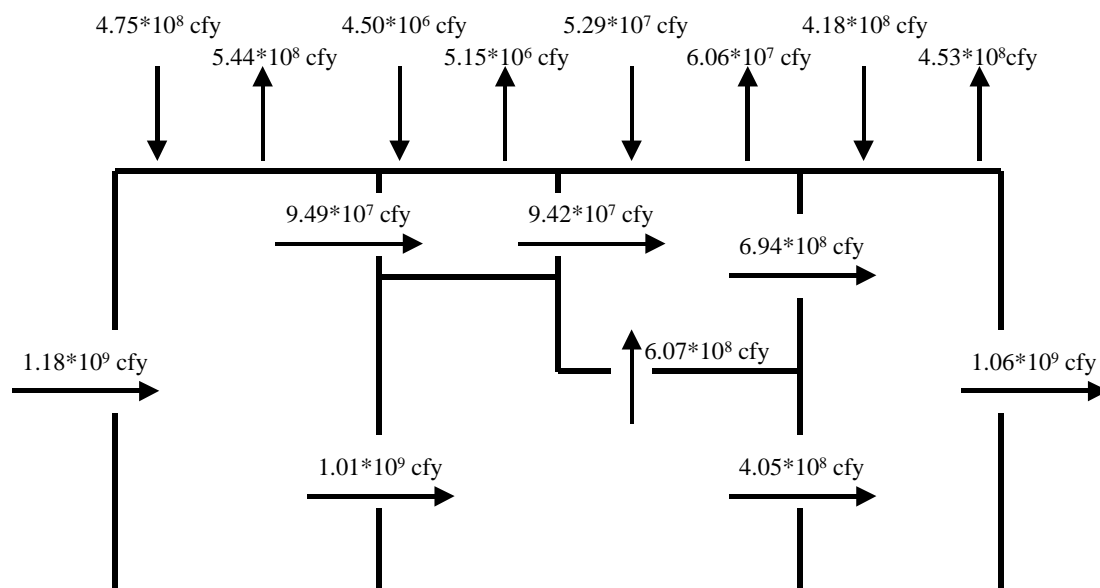 4.75*10⁸ cfy
4.50*10⁶ cfy
5.29*10⁷ cfy
4.18*10⁸ cfy
5.44*10⁸ cfy
5.15*10⁶ cfy
6.06*10⁷ cfy
4.53*10⁸cfy
9.49*10⁷ cfy
9.42*10⁷ cfy
6.94*10⁸ cfy
1.18*10⁹ cfy
6.07*10⁸ cfy
1.06*10⁹ cfy
1.01*10⁹ cfy
4.05*10⁸ cfy